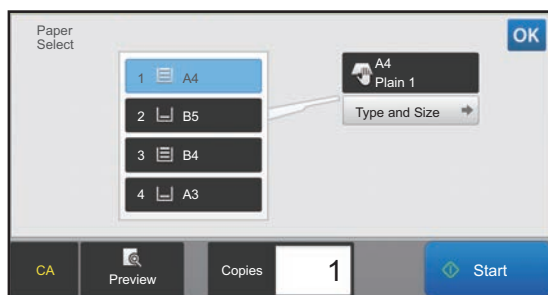 Paper
Select
OK
1 A4
2 B5
3 B4
4 A3
A4
Plain 1
Type and Size
CA
Preview
Copies
1
Start